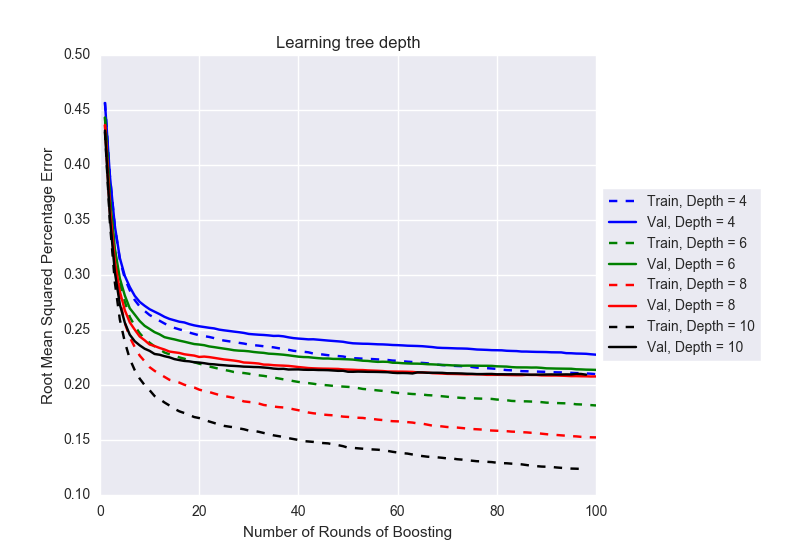 Learning tree depth
0.50
0.45
0.40
0.35
0.30
0.25
0.20
0.15
0.10
Root Mean Squared Percentage Error
0 20 40 60 80 100
Number of Rounds of Boosting
Train, Depth = 4
Val, Depth = 4
Train, Depth = 6
Val, Depth = 6
Train, Depth = 8
Val, Depth = 8
Train, Depth = 10
Val, Depth = 10